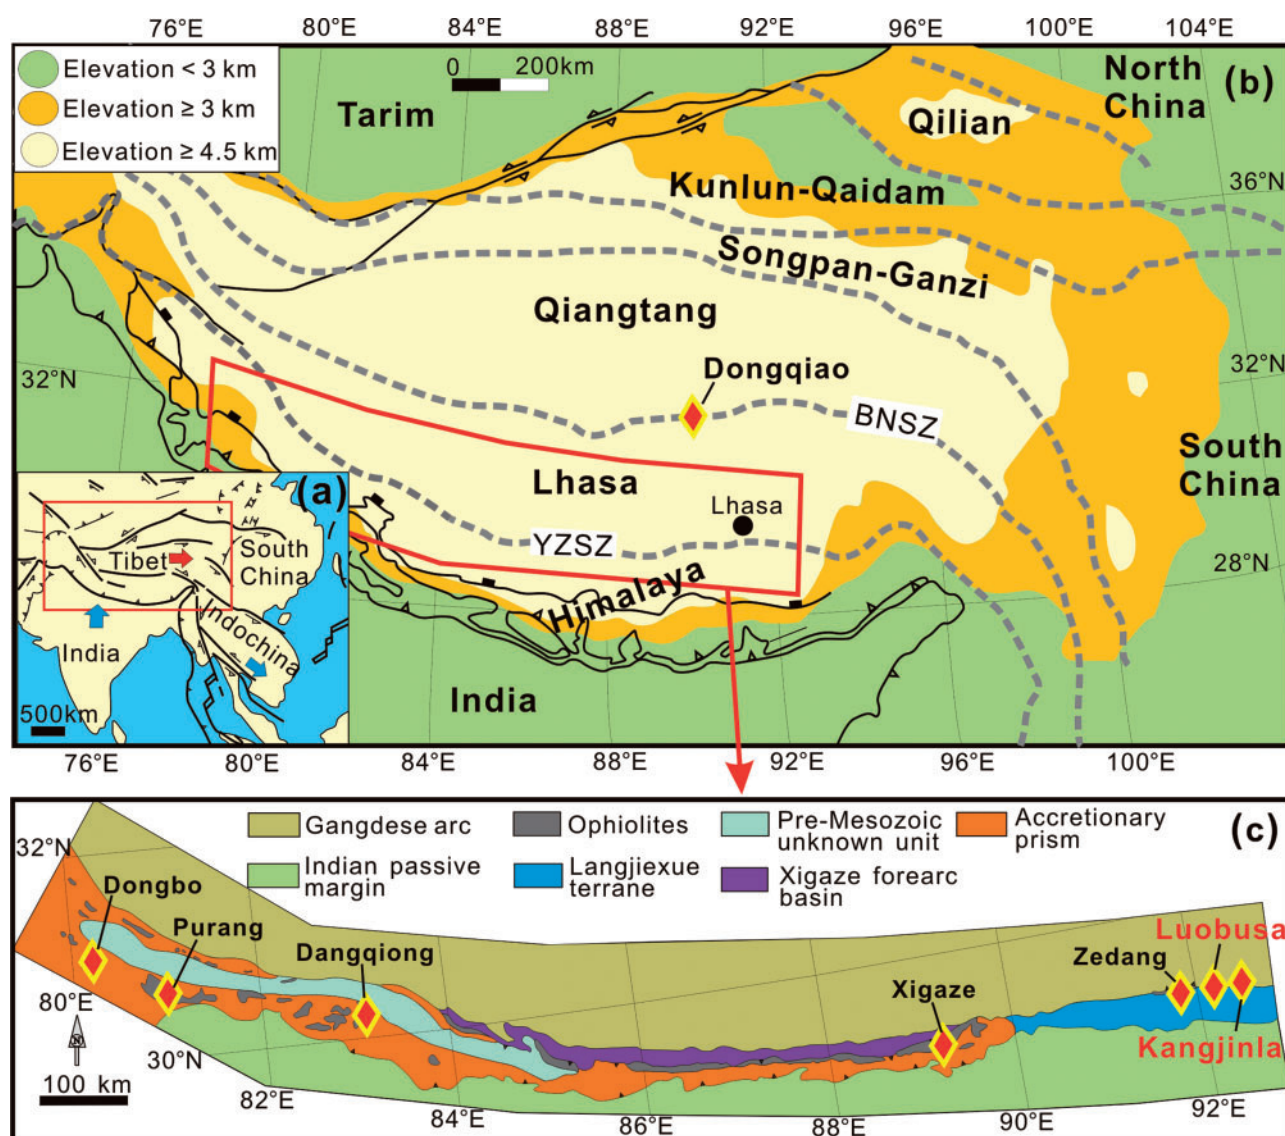 76°E 80°E 84°E 88°E 92°E 96°E 100°E 104°E
Elevation < 3 km
Elevation ≥ 3 km
Elevation ≥ 4.5 km
0 200km
Tarim
North
China
(b)
Qilian
Kunlun-Qaidam
36°N
Songpan-Ganzi
Qiangtang
32°N
Dongqiao
32°N
BNSZ
South
China
Lhasa
Lhasa
YZSZ
28°N
Himalaya
India
(a)
Tibet
South
China
India
Indochina
500km
76°E 80°E 84°E 88°E 92°E 96°E 100°E
(c)
Gangdese arc
Ophiolites
Pre-Mesozoic
unknown unit
Accretionary
prism
Indian passive
margin
Langjiexue
terrane
Xigaze forearc
basin
32°N
Dongbo
Purang
Dangqiong
Xigaze
Zedang
Luobusa
Kangjinla
80°E
30°N
100 km
82°E 84°E 86°E 88°E 90°E 92°E